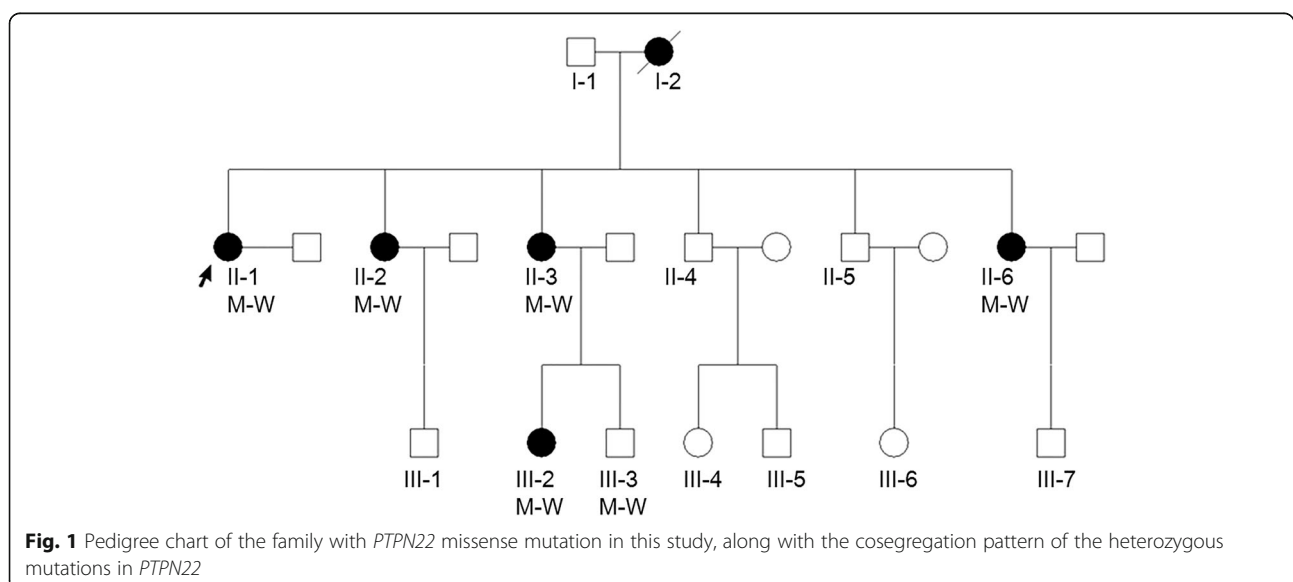 I-1 I-2
II-1 II-2 II-3 II-4 II-5 II-6
M-W M-W M-W M-W
III-1 III-2 III-3 III-4 III-5 III-6 III-7
M-W M-W
Fig. 1 Pedigree chart of the family with PTPN22 missense mutation in this study, along with the cosegregation pattern of the heterozygous
mutations in PTPN22